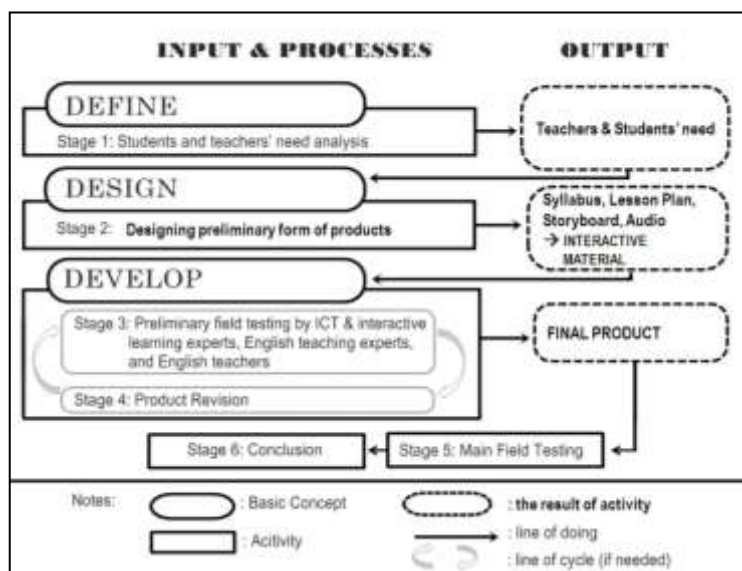 INPUT & PROCESSES
OUTPUT
DEFINE
Stage 1: Students and teachers' need analysis
Teachers & Students' need
DESIGN
Stage 2: Designing preliminary form of products
Syllabus, Lesson Plan,
Storyboard, Audio
→ INTERACTIVE
MATERIAL
DEVELOP
Stage 3: Preliminary field testing by ICT & interactive
learning experts, English teaching experts,
and English teachers
Stage 4: Product Revision
FINAL PRODUCT
Stage 6: Conclusion
Stage 5: Main Field Testing
Notes:
: Basic Concept
: the result of activity
: Acitivity
: line of doing
: line of cycle (if needed)